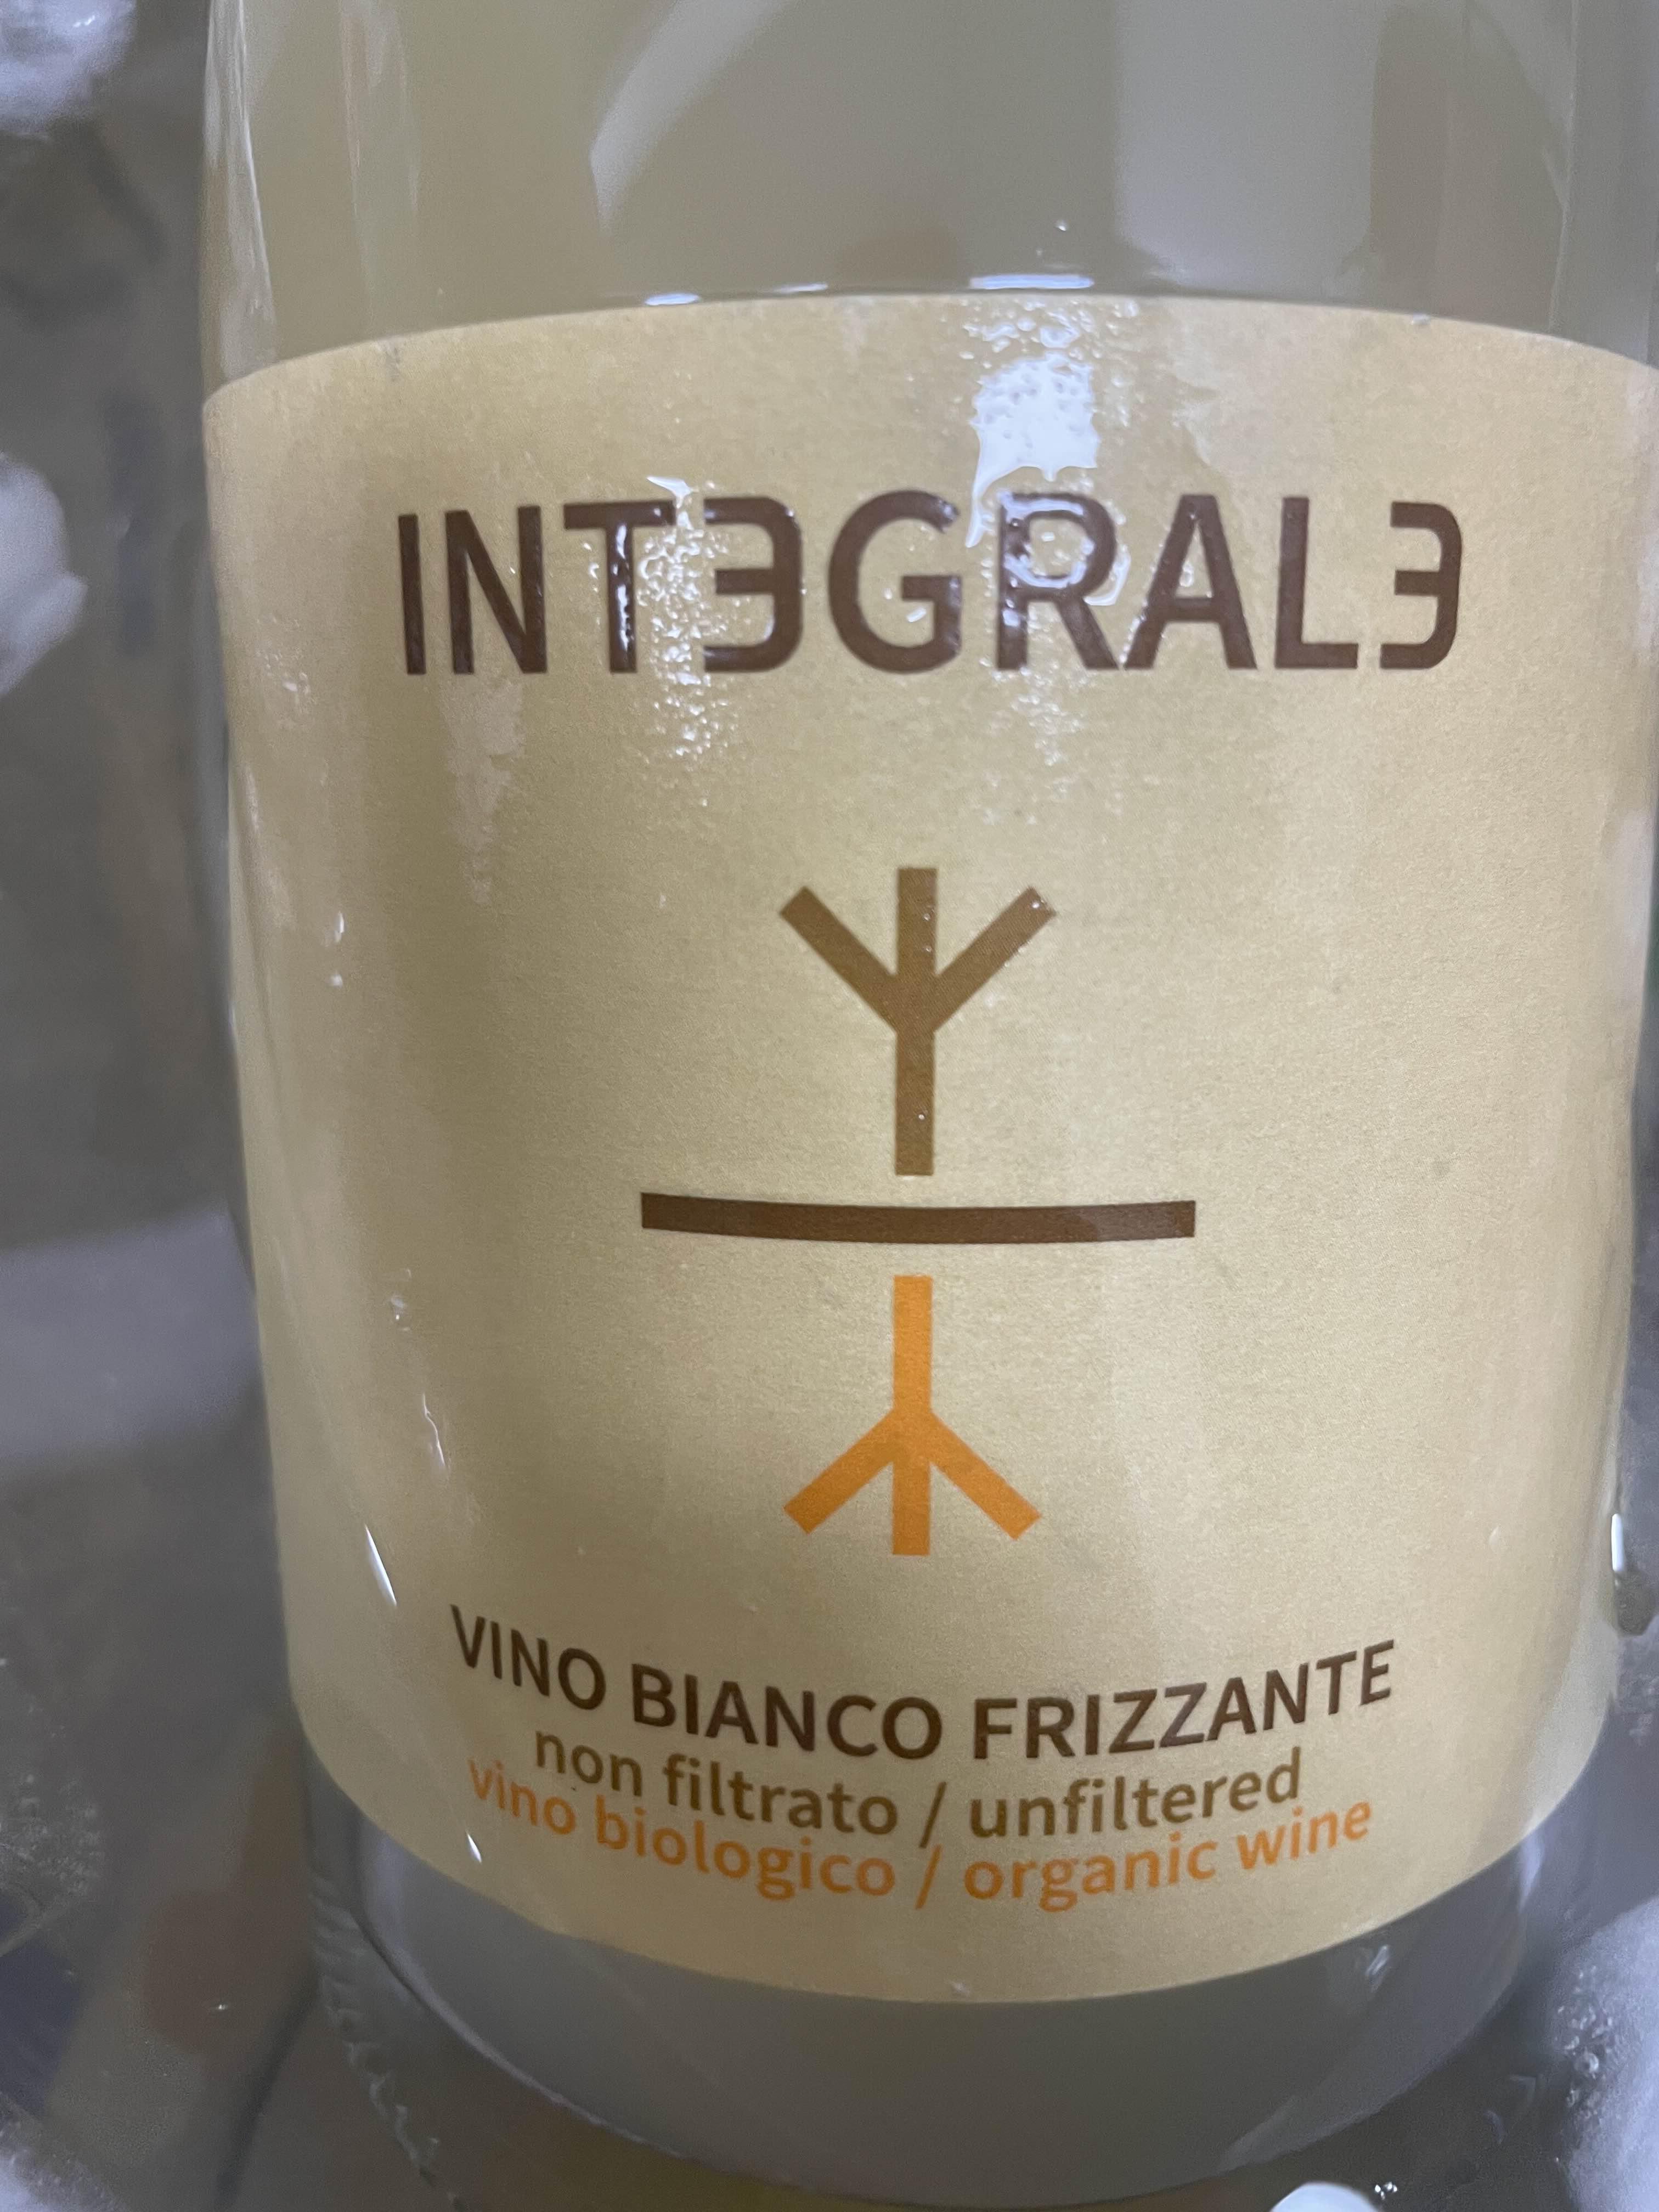 INTƎGRALƎ
VINO BIANCO FRIZZANTE
non filtrato / unfiltered
vino biologico / organic wine